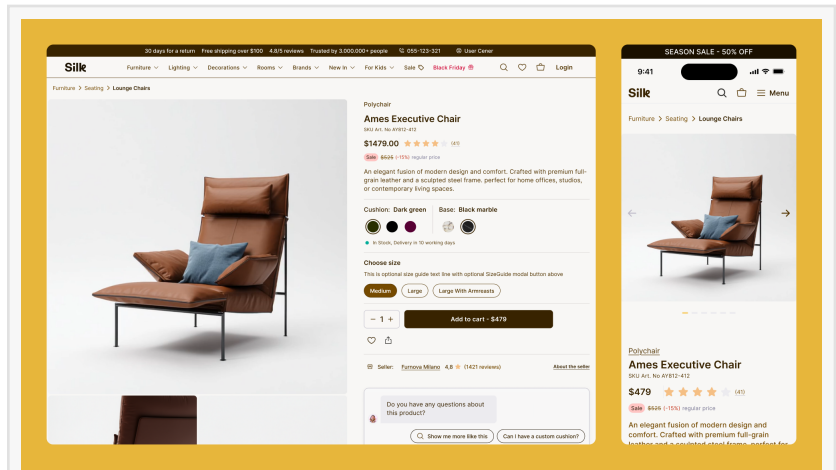 30 days for a return Free shipping over $100 4.8/5 reviews Trusted by 3.000.000+ people 055-123-321 User Cener
Silk Furniture Lighting Decorations Rooms Brands New In For Kids Sale Black Friday Login
Furniture > Seating > Lounge Chairs
Polychair
Ames Executive Chair
SKU Art. No AY812-412
$1479.00 (41)
Sale $525 (-15%) regular price
An elegant fusion of modern design and comfort. Crafted with premium full-
grain leather and a sculpted steel frame. perfect for home offices, studios,
or contemporary living spaces.
Cushion: Dark green Base: Black marble
In Stock, Delivery in 10 working days
Choose size
This is optional size guide text line with optional SizeGuide modal button above
Medium Large Large With Armreasts
− 1 + Add to cart - $479
Seller: Furnova Milano 4,8 (1421 reviews) About the seller
Do you have any questions about
this product?
Show me more like this Can I have a custom cushion?
SEASON SALE - 50% OFF
9:41
Silk Menu
Furniture > Seating > Lounge Chairs
Polychair
Ames Executive Chair
SKU Art. No AY812-412
$479 (41)
Sale $525 (-15%) regular price
An elegant fusion of modern design and
comfort. Crafted with premium full-grain
leather and a sculpted steel frame. perfect for